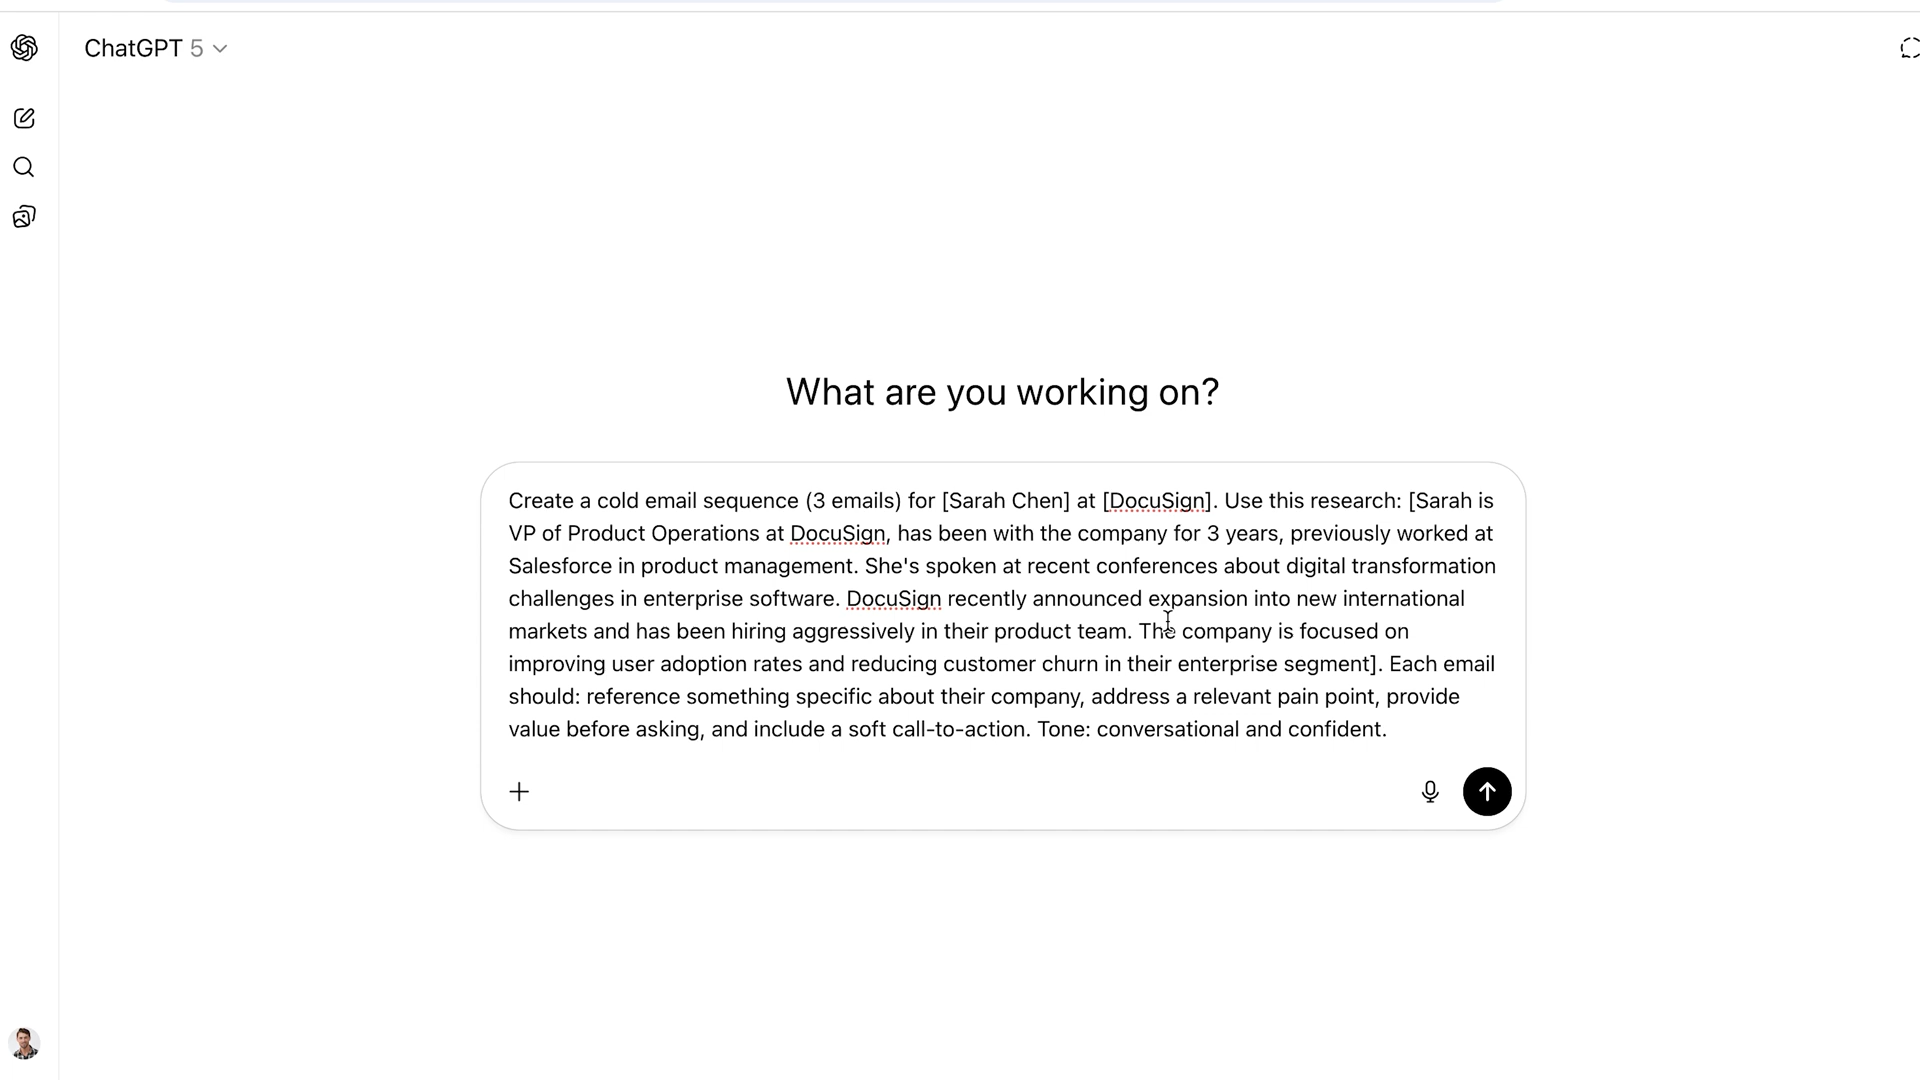 ChatGPT 5
What are you working on?
Create a cold email sequence (3 emails) for [Sarah Chen] at [DocuSign]. Use this research: [Sarah is
VP of Product Operations at DocuSign, has been with the company for 3 years, previously worked at
Salesforce in product management. She's spoken at recent conferences about digital transformation
challenges in enterprise software. DocuSign recently announced expansion into new international
markets and has been hiring aggressively in their product team. The company is focused on
improving user adoption rates and reducing customer churn in their enterprise segment]. Each email
should: reference something specific about their company, address a relevant pain point, provide
value before asking, and include a soft call-to-action. Tone: conversational and confident.